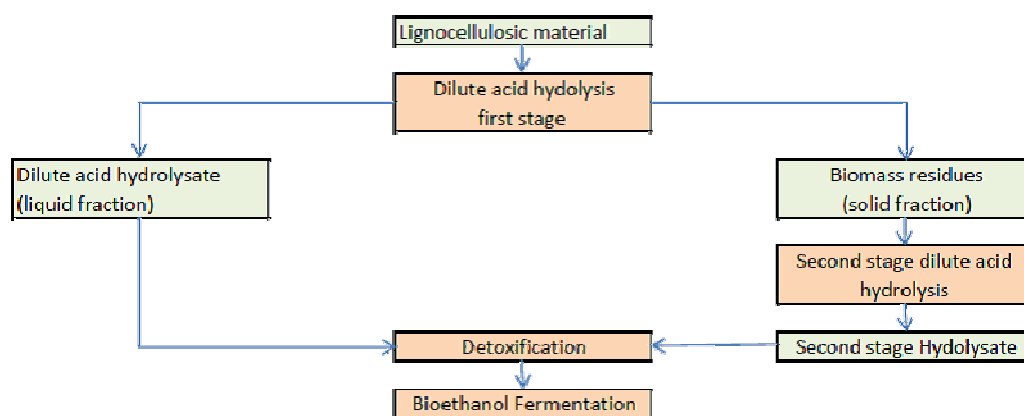 Lignocellulosic material
Dilute acid hydolysis
first stage
Dilute acid hydrolysate
(liquid fraction)
Biomass residues
(solid fraction)
Second stage dilute acid
hydrolysis
Detoxification
Second stage Hydolysate
Bioethanol Fermentation